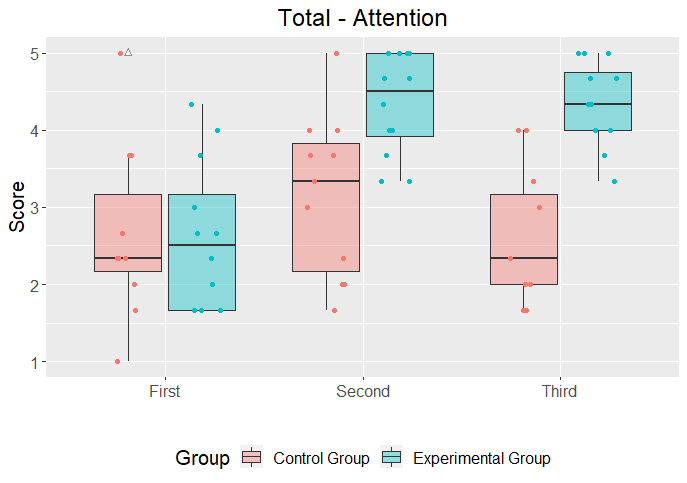 Total - Attention
Score
5
4
3
2
1
First Second Third
Group Control Group Experimental Group